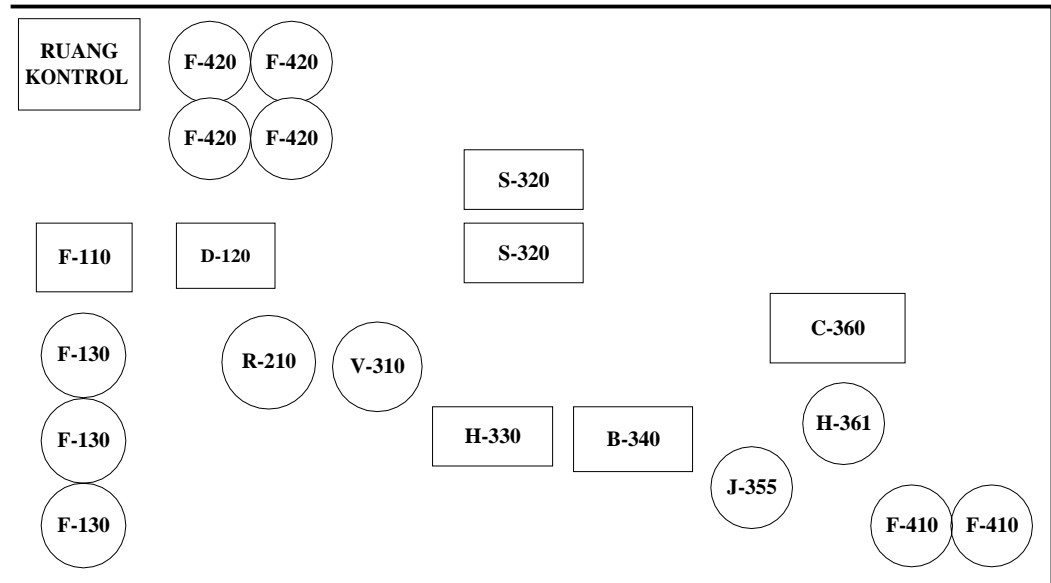 RUANG
KONTROL
F-420 F-420
F-420 F-420
S-320
F-110
D-120
S-320
C-360
F-130
R-210
V-310
H-361
F-130
H-330
B-340
J-355
F-130
F-410 F-410